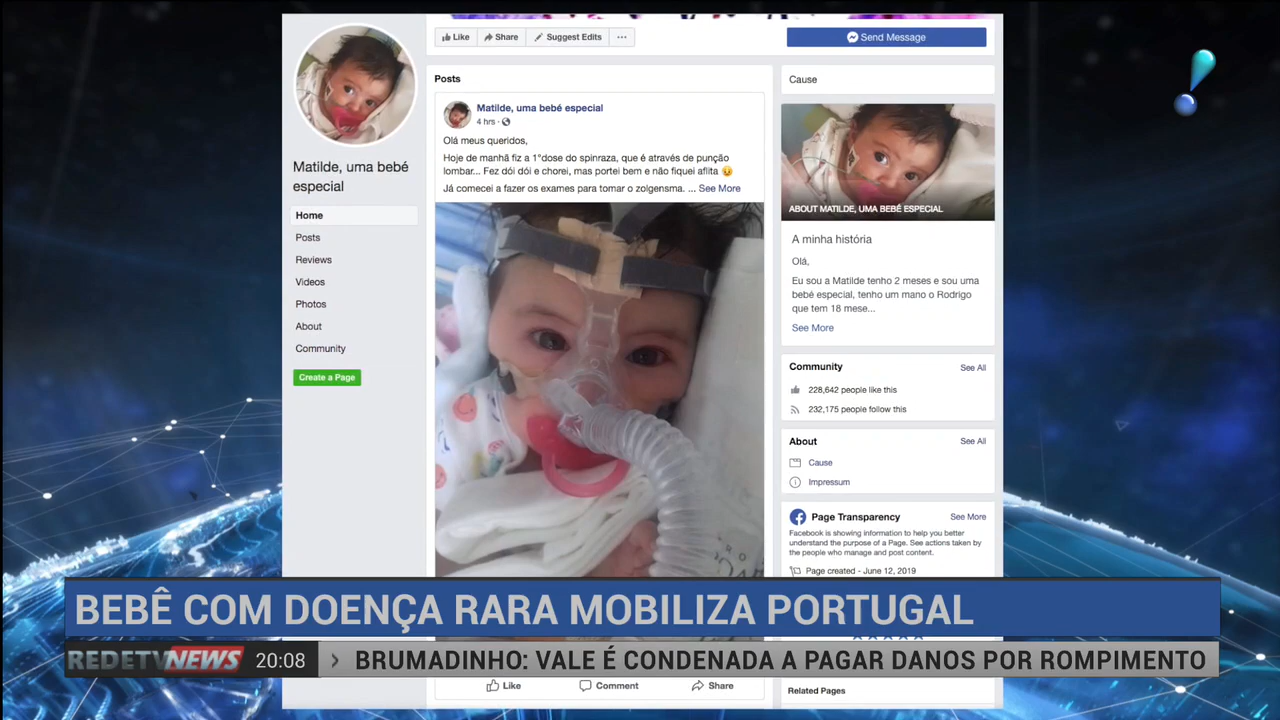 Like
Share
Suggest Edits
...
Send Message
Matilde, uma bebé
especial
Home
Posts
Reviews
Videos
Photos
About
Community
Create a Page
Posts
Matilde, uma bebé especial
4 hrs ·
Olá meus queridos,
Hoje de manhã fiz a 1ªdose do spinraza, que é através de punção
lombar... Fez dói dói e chorei, mas portei bem e não fiquei aflita
Já comecei a fazer os exames para tomar o zolgensma. ... See More
Like
Comment
Share
Cause
ABOUT MATILDE, UMA BEBÉ ESPECIAL
A minha história
Olá,
Eu sou a Matilde tenho 2 meses e sou uma
bebé especial, tenho um mano o Rodrigo
que tem 18 mese...
See More
Community See All
228,642 people like this
232,175 people follow this
About See All
Cause
Impressum
Page Transparency See More
Facebook is showing information to help you better
understand the purpose of a Page. See actions taken by
the people who manage and post content.
Page created - June 12, 2019
Related Pages
BEBÊ COM DOENÇA RARA MOBILIZA PORTUGAL
REDETVNEWS 20:08 › BRUMADINHO: VALE É CONDENADA A PAGAR DANOS POR ROMPIMENTO